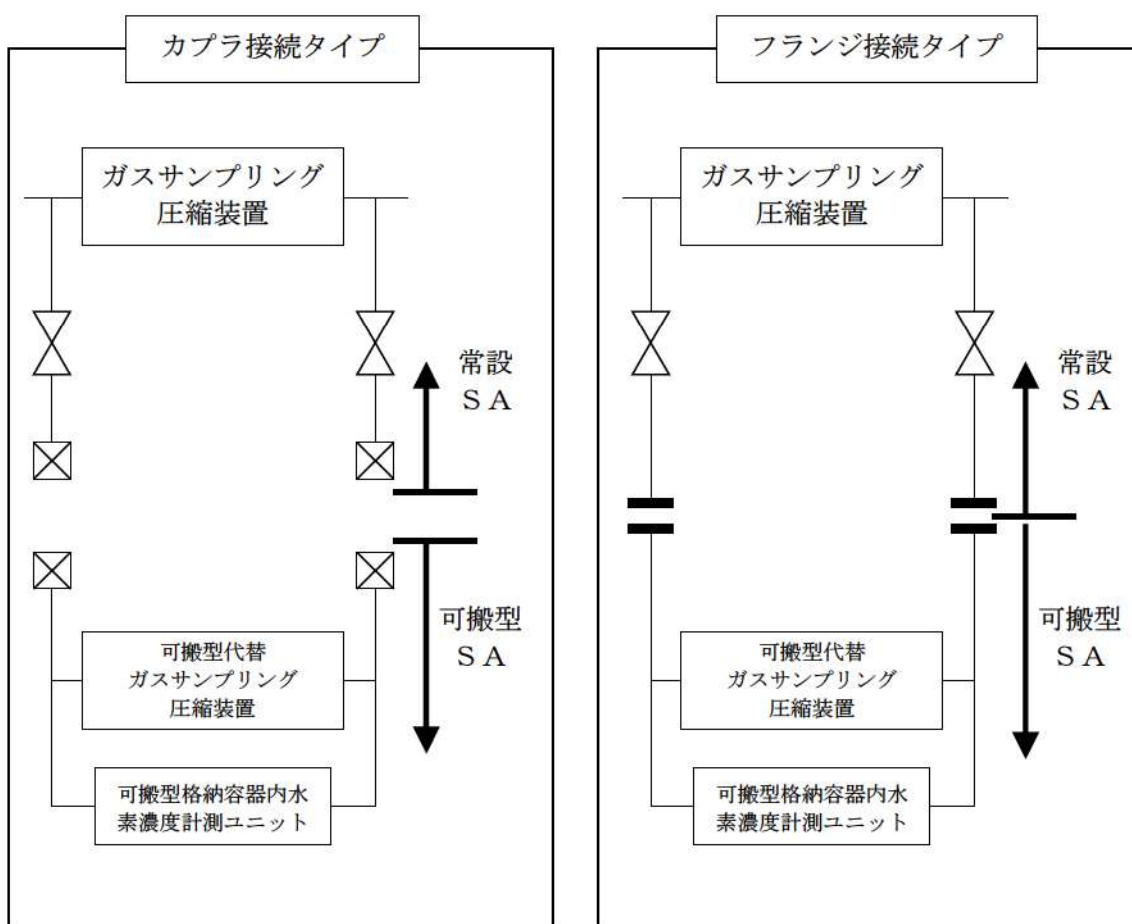 カプラ接続タイプ
ガスサンプリング
圧縮装置
常設
ＳＡ
可搬型
ＳＡ
可搬型代替
ガスサンプリング
圧縮装置
可搬型格納容器内水
素濃度計測ユニット
フランジ接続タイプ
ガスサンプリング
圧縮装置
常設
ＳＡ
可搬型
ＳＡ
可搬型代替
ガスサンプリング
圧縮装置
可搬型格納容器内水
素濃度計測ユニット